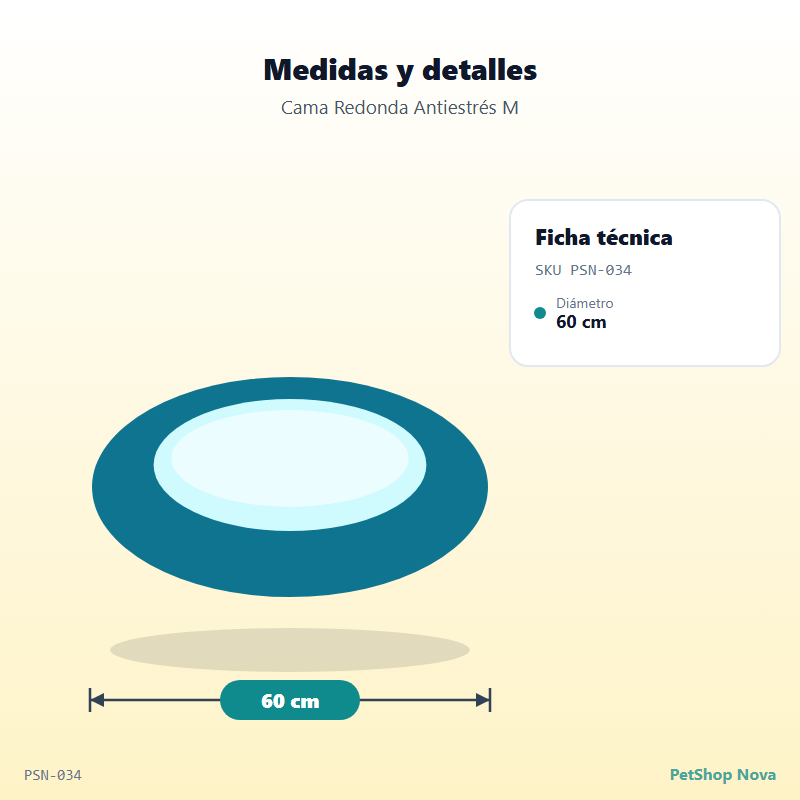 Medidas y detalles
Cama Redonda Antiestrés M
Ficha técnica
SKU PSN-034
Diámetro
60 cm
60 cm
PSN-034
PetShop Nova